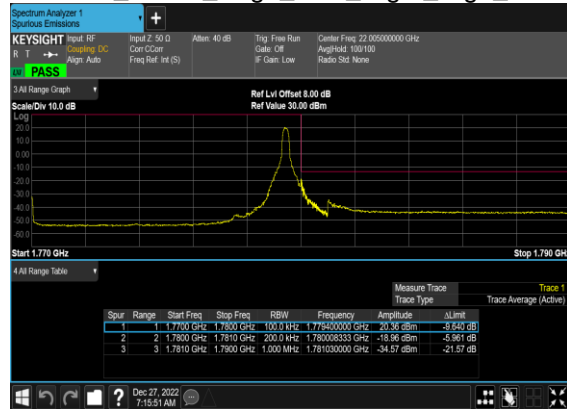 Spectrum Analyzer 1
Spurious Emissions
+
KEYSIGHT Input: RF Input Z: 50 Ω Atten: 40 dB Trig: Free Run Center Freq: 22.005000000 GHz
R T Coupling: DC Corr CCorr Gate: Off Avg|Hold: 100/100
Align: Auto Freq Ref: Int (S) IF Gain: Low Radio Std: None
PASS
3 All Range Graph Ref Lvl Offset 8.00 dB
Scale/Div 10.0 dB Ref Value 30.00 dBm
Log
20.0
10.0
0.00
-10.0
-20.0
-30.0
-40.0
-50.0
-60.0
Start 1.770 GHz Stop 1.790 GHz
4 All Range Table
Measure Trace Trace 1
Trace Type Trace Average (Active)
Spur Range Start Freq Stop Freq RBW Frequency Amplitude ΔLimit
1 1 1.7700 GHz 1.7800 GHz 100.0 kHz 1.779400000 GHz 20.36 dBm -9.640 dB
2 2 1.7800 GHz 1.7810 GHz 200.0 kHz 1.780008333 GHz -18.96 dBm -5.961 dB
3 3 1.7810 GHz 1.7900 GHz 1.000 MHz 1.781030000 GHz -34.57 dBm -21.57 dB
? Dec 27, 2022
7:15:51 AM